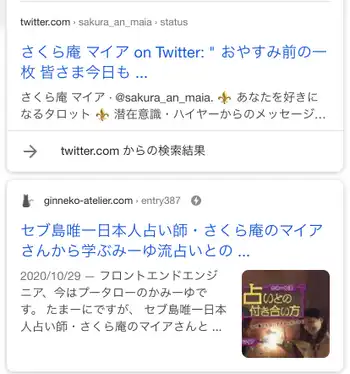 twitter.com › sakura_an_maia › status
さくら庵 マイア on Twitter: " おやすみ前の一
枚 皆さま今日も ...
さくら庵 マイア · @sakura_an_maia. ⚜️ あなたを好きに
なるタロット ⚜️ 潜在意識・ハイヤーからのメッセージ...
twitter.com からの検索結果
ginneko-atelier.com › entry387
セブ島唯一日本人占い師・さくら庵のマイア
さんから学ぶみーゆ流占いとの ...
2020/10/29 — フロントエンドエンジ
ニア、今はプータローのかみーゆで
す。 たまーにですが、 セブ島唯一日本
人占い師・さくら庵のマイアさんと ...
占いとの
付き合い方